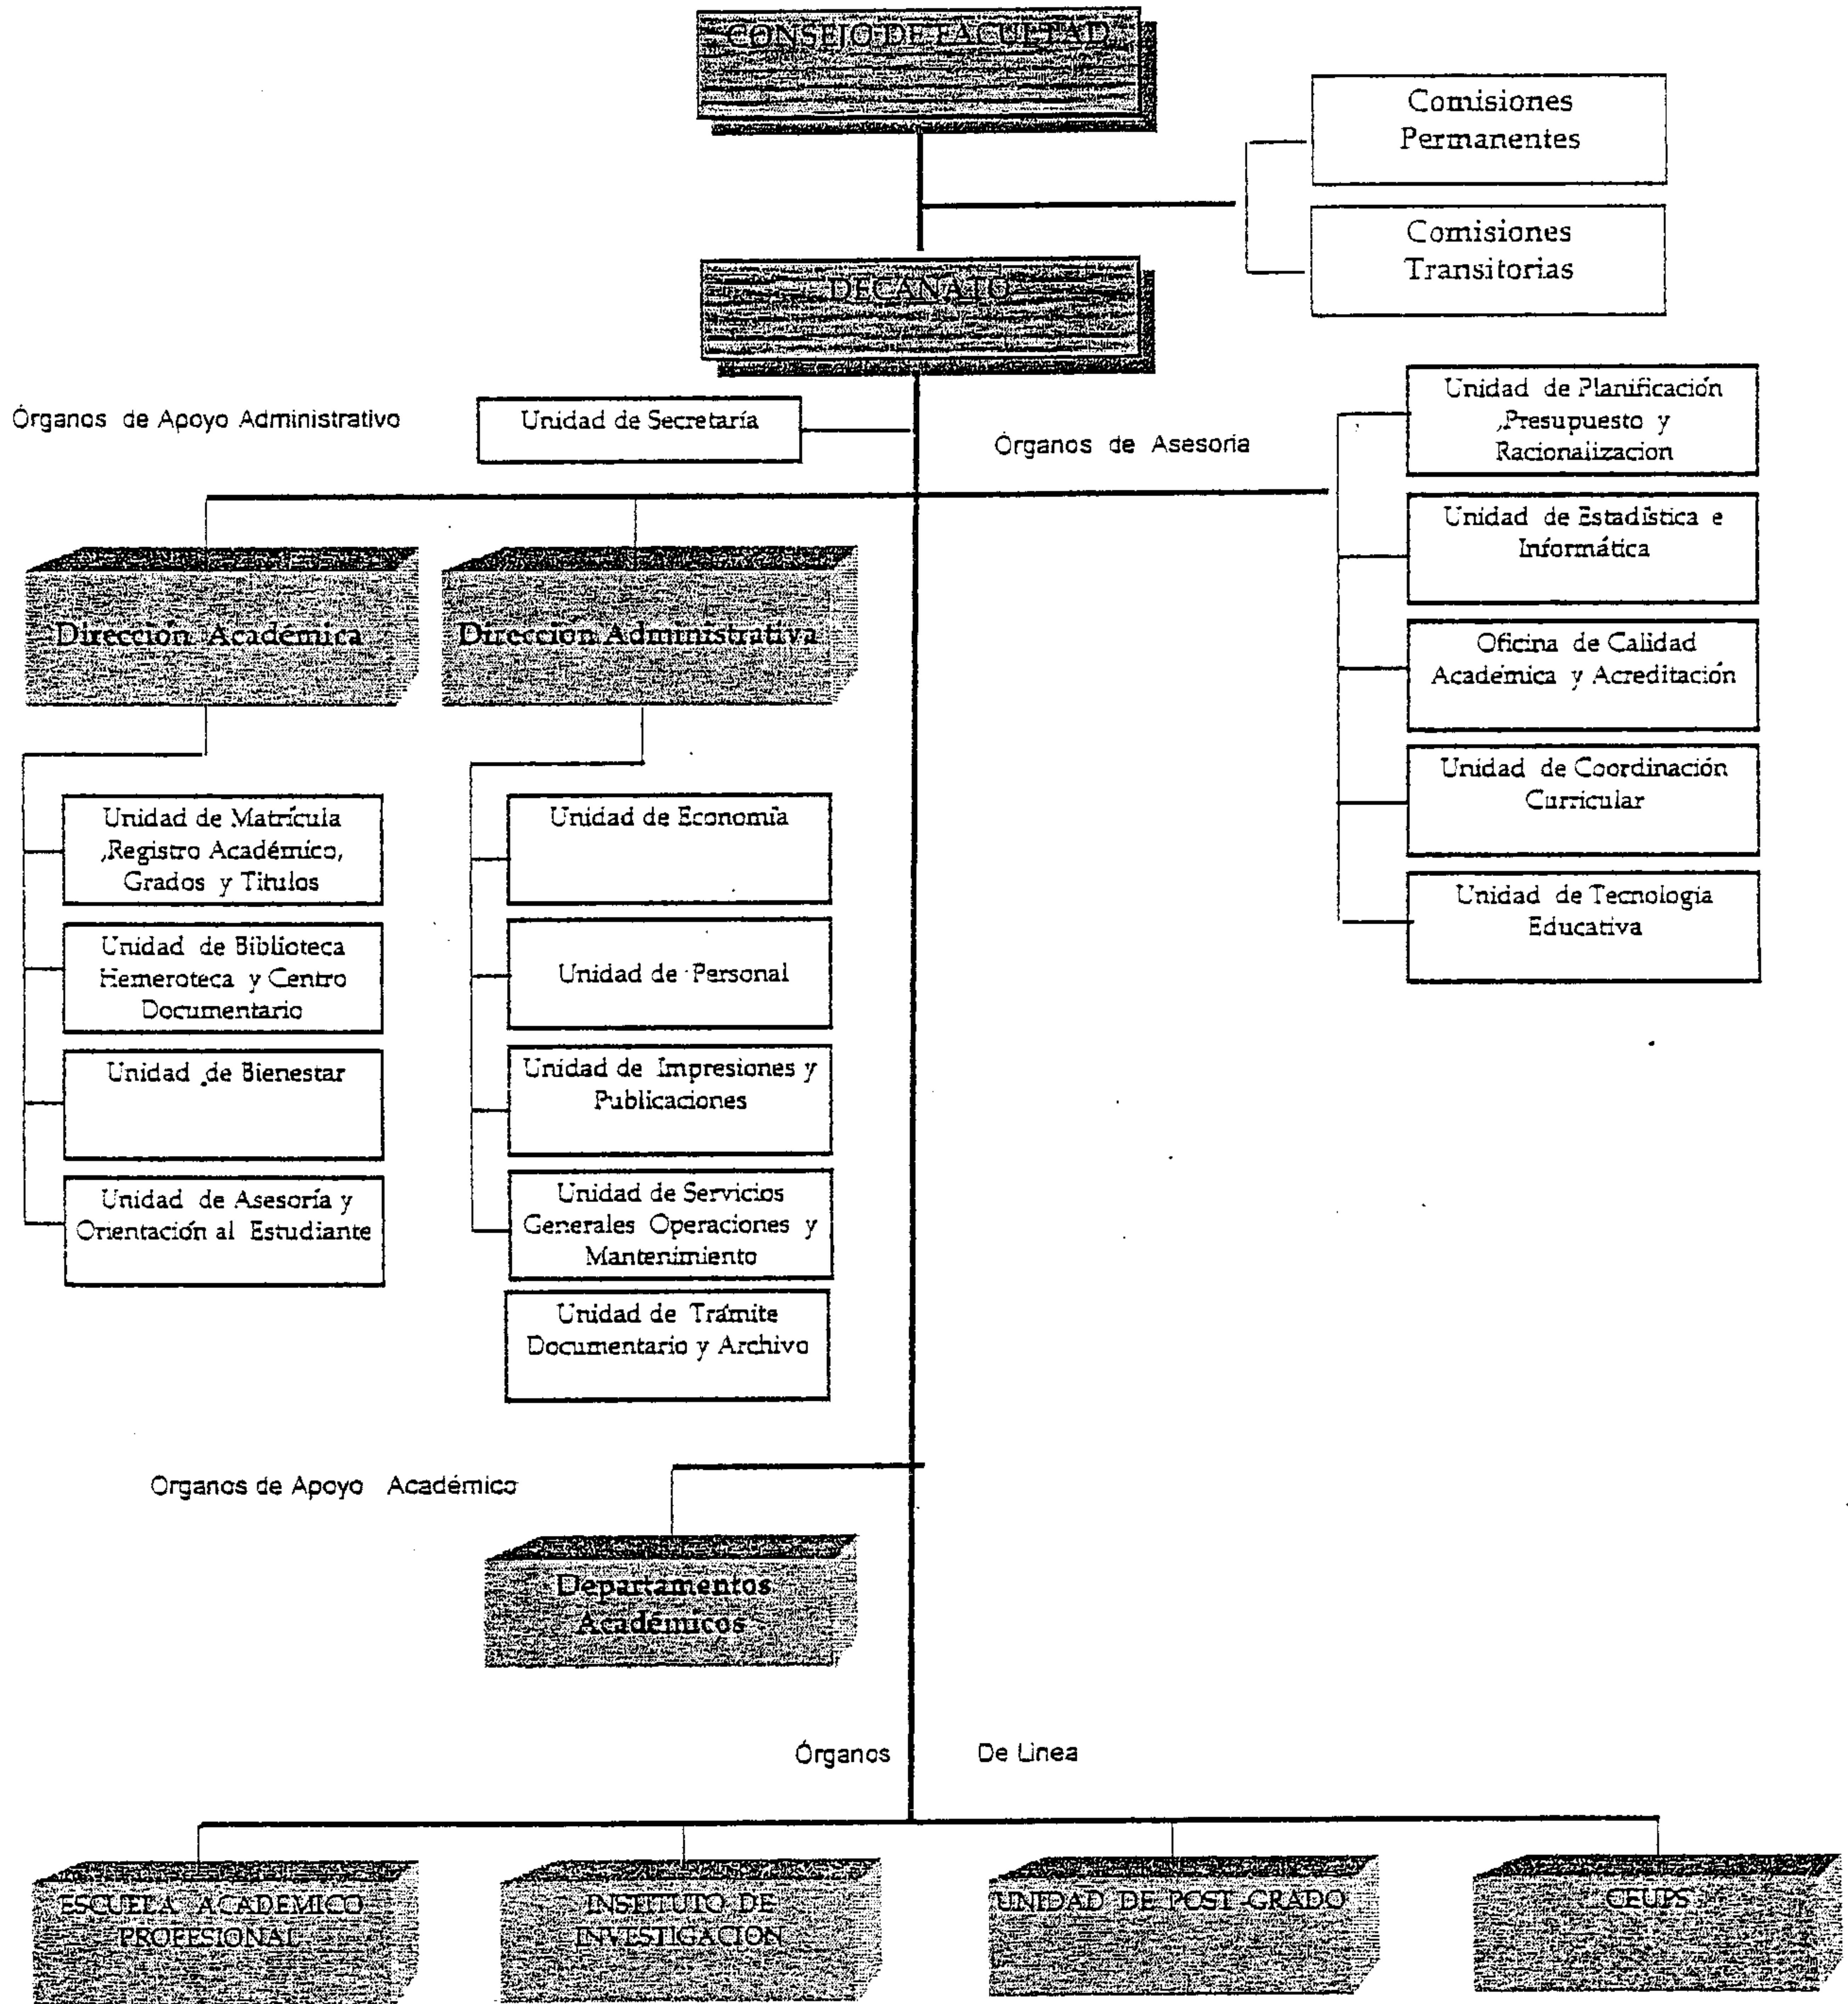 CONSEJO DE FACULTAD
Comisiones
Permanentes
Comisiones
Transitorias
DECANATO
Órganos de Apoyo Administrativo
Unidad de Secretaría
Órganos de Asesoria
Unidad de Planificación
,Presupuesto y
Racionalizacion
Unidad de Estadística e
Informática
Oficina de Calidad
Académica y Acreditación
Unidad de Coordinación
Curricular
Unidad de Tecnología
Educativa
Dirección Académica
Dirección Administrativa
Unidad de Matrícula
,Registro Académico,
Grados y Titulos
Unidad de Biblioteca
Hemeroteca y Centro
Documentario
Unidad de Bienestar
Unidad de Asesoría y
Orientación al Estudiante
Unidad de Economía
Unidad de Personal
Unidad de Impresiones y
Publicaciones
Unidad de Servicios
Generales Operaciones y
Mantenimiento
Unidad de Trámite
Documentario y Archivo
Organos de Apoyo Académico
Departamentos
Académicos
Órganos De Linea
ESCUELA ACADEMICO
PROFESIONAL
INSTITUTO DE
INVESTIGACION
UNIDAD DE POST-GRADO
CEUPS